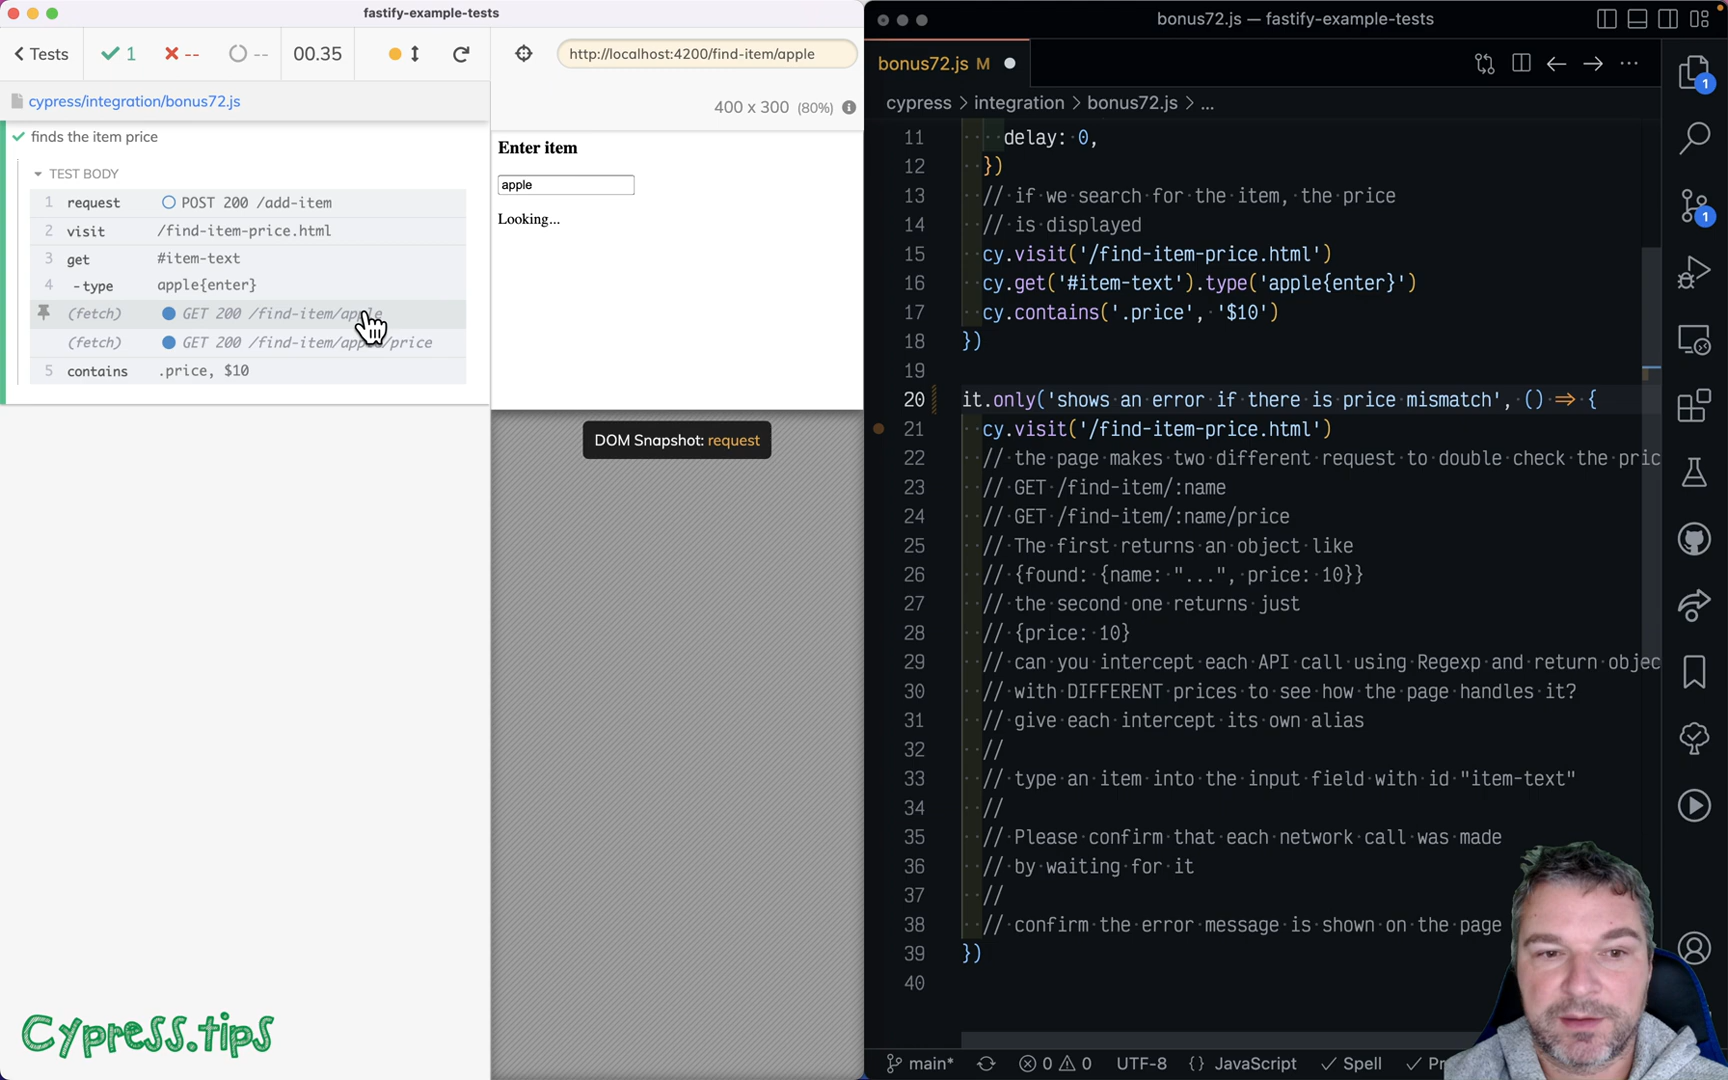 fastify-example-tests
Tests
1
--
--
00.35
http://localhost:4200/find-item/apple
cypress/integration/bonus72.js
400 x 300 (80%)
finds the item price
TEST BODY
1 request POST 200 /add-item
2 visit /find-item-price.html
3 get #item-text
4 -type apple{enter}
(fetch) GET 200 /find-item/apple
(fetch) GET 200 /find-item/apple/price
5 contains .price, $10
Enter item
apple
Looking...
DOM Snapshot: request
Cypress.tips
bonus72.js — fastify-example-tests
bonus72.js M
cypress > integration > bonus72.js > ...
11 delay: 0,
12 })
13 // if we search for the item, the price
14 // is displayed
15 cy.visit('/find-item-price.html')
16 cy.get('#item-text').type('apple{enter}')
17 cy.contains('.price', '$10')
18 })
19
20 it.only('shows an error if there is price mismatch', () => {
21 cy.visit('/find-item-price.html')
22 // the page makes two different request to double check the pric
23 // GET /find-item/:name
24 // GET /find-item/:name/price
25 // The first returns an object like
26 // {found: {name: "...", price: 10}}
27 // the second one returns just
28 // {price: 10}
29 // can you intercept each API call using Regexp and return objec
30 // with DIFFERENT prices to see how the page handles it?
31 // give each intercept its own alias
32 //
33 // type an item into the input field with id "item-text"
34 //
35 // Please confirm that each network call was made
36 // by waiting for it
37 //
38 // confirm the error message is shown on the page
39 })
40
1
1
main* 0 0 UTF-8 {} JavaScript Spell Pr